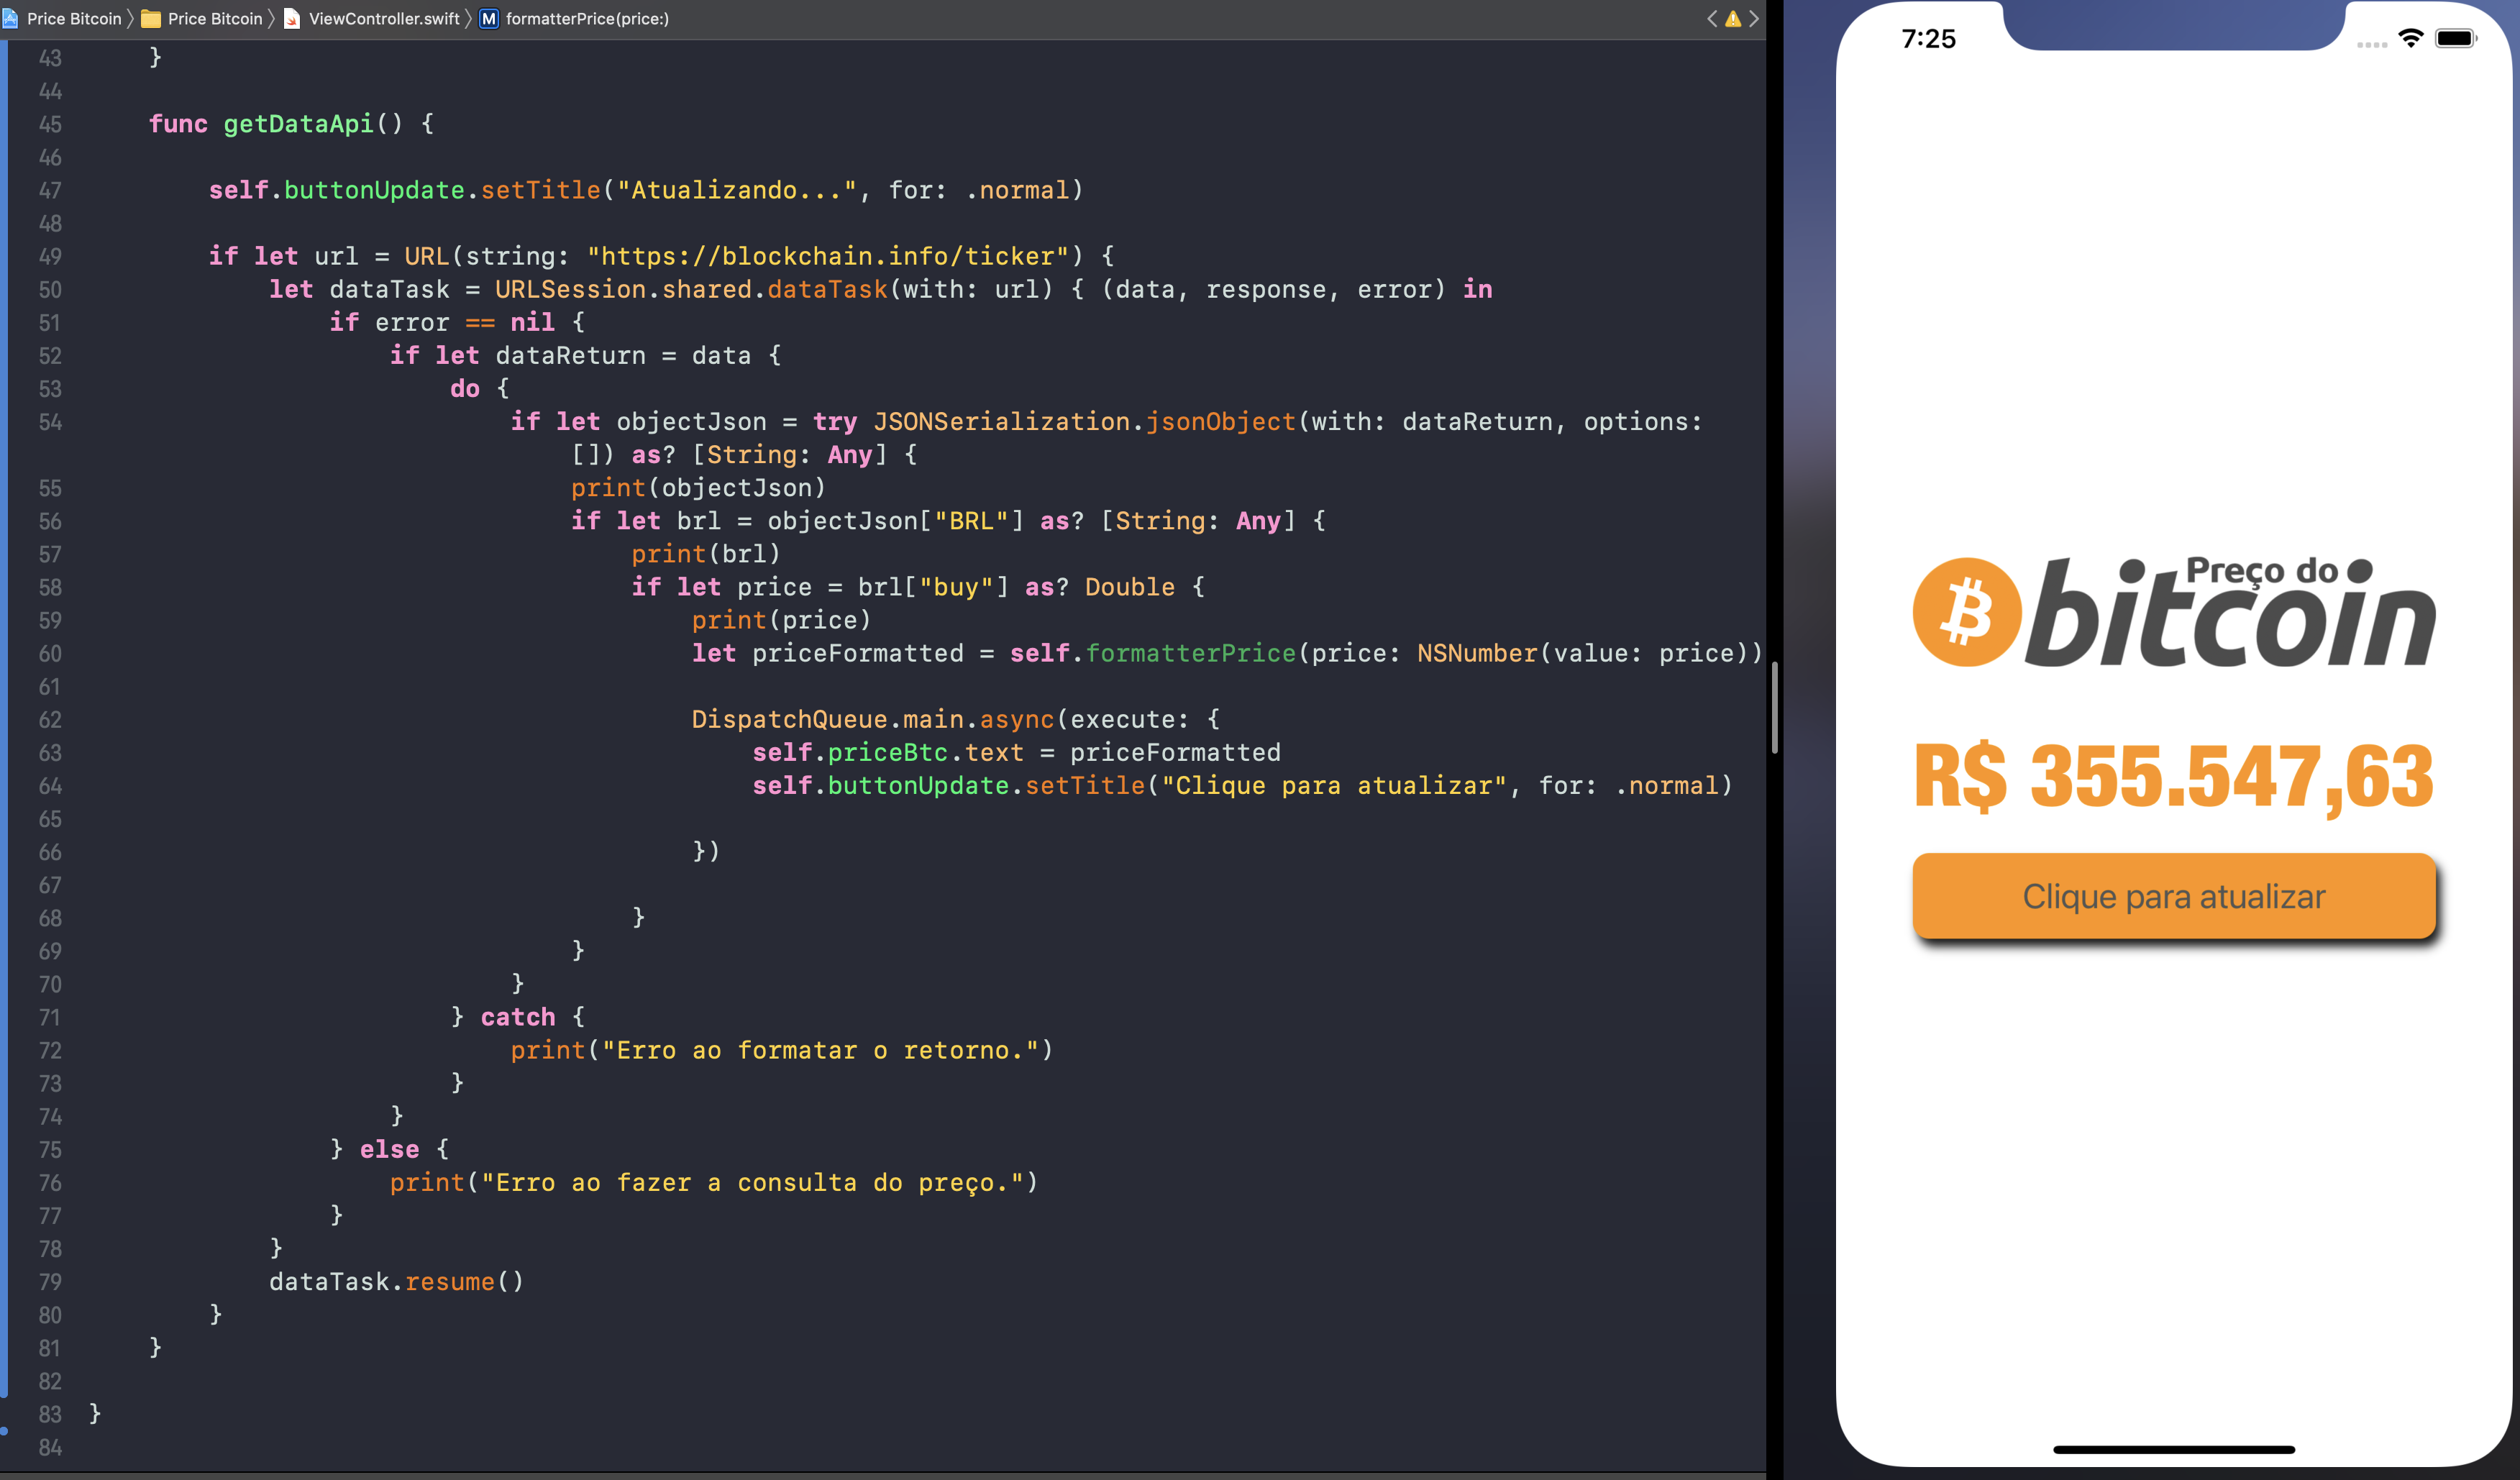 Price Bitcoin 〉 Price Bitcoin 〉 ViewController.swift 〉 M formatterPrice(price:)
43 }
44
45 func getDataApi() {
46
47 self.buttonUpdate.setTitle("Atualizando...", for: .normal)
48
49 if let url = URL(string: "https://blockchain.info/ticker") {
50 let dataTask = URLSession.shared.dataTask(with: url) { (data, response, error) in
51 if error == nil {
52 if let dataReturn = data {
53 do {
54 if let objectJson = try JSONSerialization.jsonObject(with: dataReturn, options:
[]) as? [String: Any] {
55 print(objectJson)
56 if let brl = objectJson["BRL"] as? [String: Any] {
57 print(brl)
58 if let price = brl["buy"] as? Double {
59 print(price)
60 let priceFormatted = self.formatterPrice(price: NSNumber(value: price))
61
62 DispatchQueue.main.async(execute: {
63 self.priceBtc.text = priceFormatted
64 self.buttonUpdate.setTitle("Clique para atualizar", for: .normal)
65
66 })
67
68 }
69 }
70 }
71 } catch {
72 print("Erro ao formatar o retorno.")
73 }
74 }
75 } else {
76 print("Erro ao fazer a consulta do preço.")
77 }
78 }
79 dataTask.resume()
80 }
81 }
82
83 }
84
7:25
Preço do
bitcoin
R$ 355.547,63
Clique para atualizar